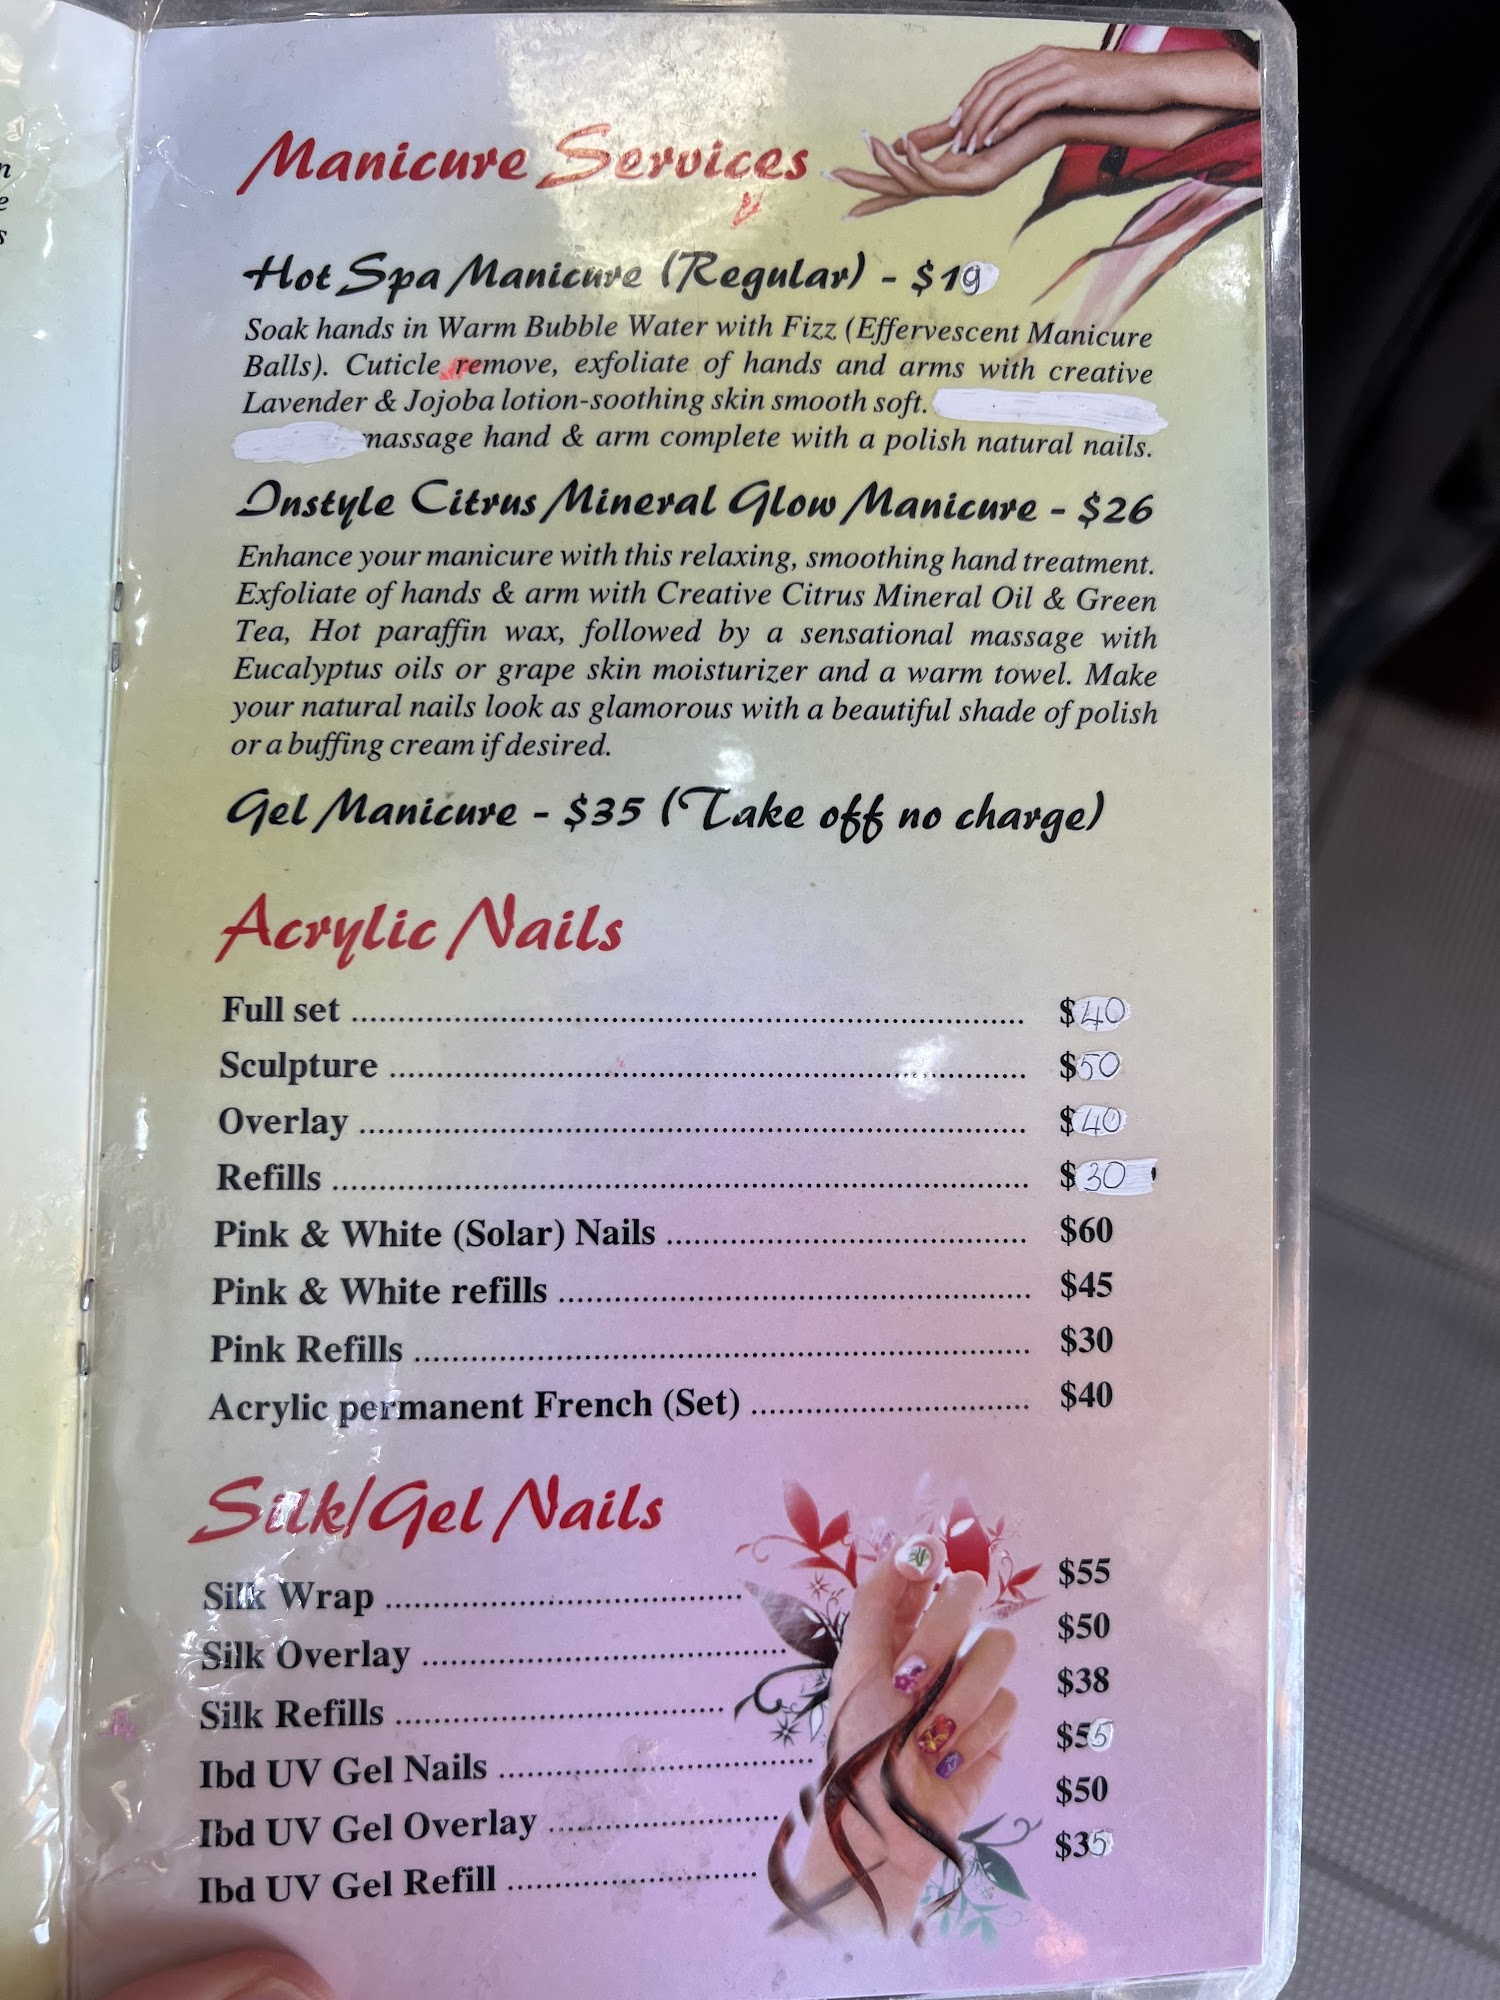 Manicure Services
Hot Spa Manicure (Regular) - $19
Soak hands in Warm Bubble Water with Fizz (Effervescent Manicure
Balls). Cuticle remove, exfoliate of hands and arms with creative
Lavender & Jojoba lotion-soothing skin smooth soft.
massage hand & arm complete with a polish natural nails.
Instyle Citrus Mineral Glow Manicure - $26
Enhance your manicure with this relaxing, smoothing hand treatment.
Exfoliate of hands & arm with Creative Citrus Mineral Oil & Green
Tea, Hot paraffin wax, followed by a sensational massage with
Eucalyptus oils or grape skin moisturizer and a warm towel. Make
your natural nails look as glamorous with a beautiful shade of polish
or a buffing cream if desired.
Gel Manicure - $35 (Take off no charge)
Acrylic Nails
Full set ........ $40
Sculpture ........ $50
Overlay ........ $40
Refills ........ $30
Pink & White (Solar) Nails ........ $60
Pink & White refills ........ $45
Pink Refills ........ $30
Acrylic permanent French (Set) ........ $40
Silk/Gel Nails
Silk Wrap ........ $55
Silk Overlay ........ $50
Silk Refills ........ $38
Ibd UV Gel Nails ........ $55
Ibd UV Gel Overlay ........ $50
Ibd UV Gel Refill ........ $35